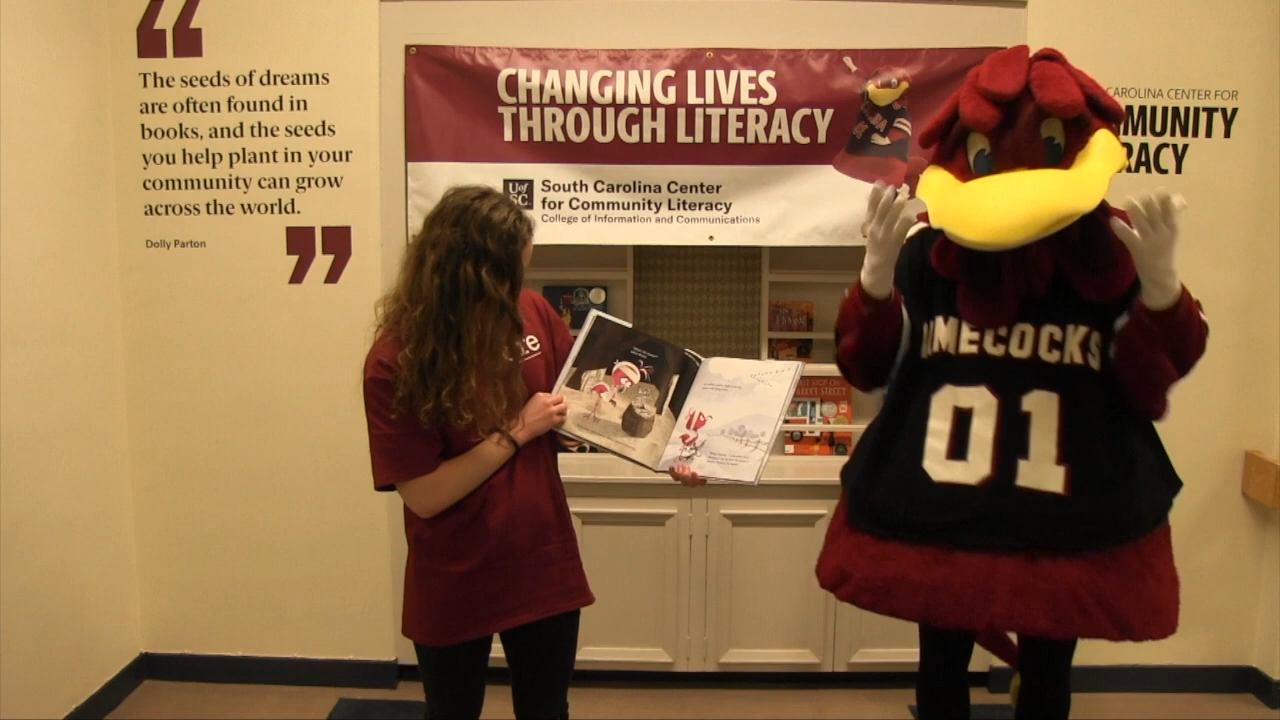 The seeds of dreams
are often found in
books, and the seeds
you help plant in your
community can grow
across the world.
Dolly Parton
CHANGING LIVES
THROUGH LITERACY
UofSC
South Carolina Center
for Community Literacy
College of Information and Communications
CAROLINA CENTER FOR
MUNITY
RACY
AMECOCKS
01